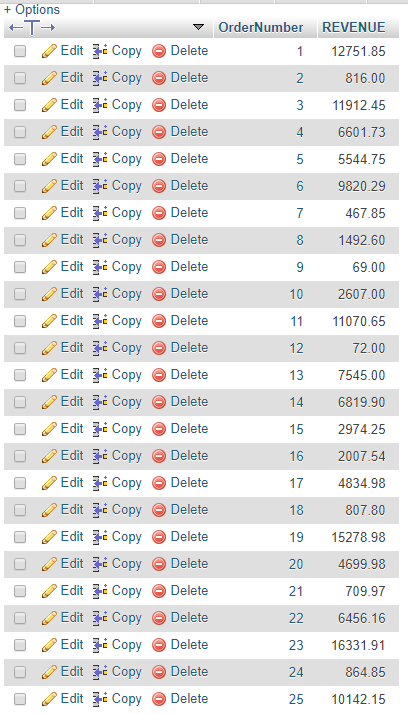 + Options
←T→ OrderNumber REVENUE
Edit Copy Delete 1 12751.85
Edit Copy Delete 2 816.00
Edit Copy Delete 3 11912.45
Edit Copy Delete 4 6601.73
Edit Copy Delete 5 5544.75
Edit Copy Delete 6 9820.29
Edit Copy Delete 7 467.85
Edit Copy Delete 8 1492.60
Edit Copy Delete 9 69.00
Edit Copy Delete 10 2607.00
Edit Copy Delete 11 11070.65
Edit Copy Delete 12 72.00
Edit Copy Delete 13 7545.00
Edit Copy Delete 14 6819.90
Edit Copy Delete 15 2974.25
Edit Copy Delete 16 2007.54
Edit Copy Delete 17 4834.98
Edit Copy Delete 18 807.80
Edit Copy Delete 19 15278.98
Edit Copy Delete 20 4699.98
Edit Copy Delete 21 709.97
Edit Copy Delete 22 6456.16
Edit Copy Delete 23 16331.91
Edit Copy Delete 24 864.85
Edit Copy Delete 25 10142.15